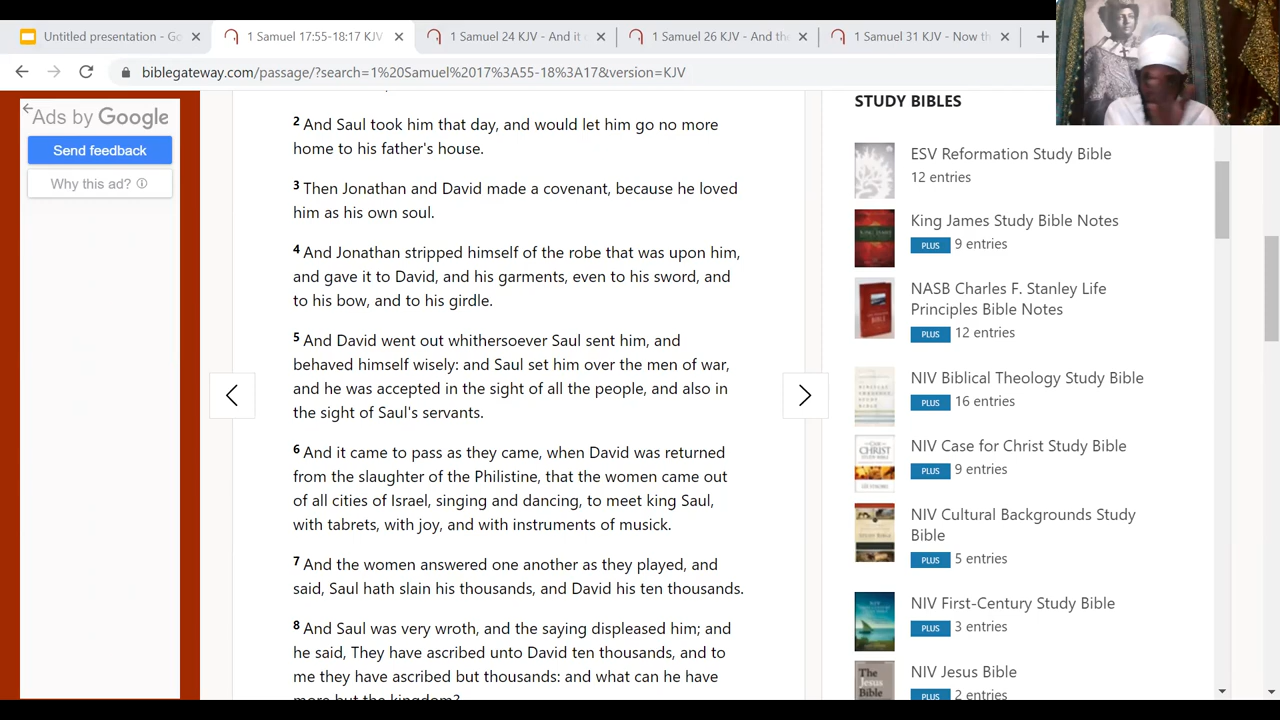 Untitled presentation - Go
1 Samuel 17:55-18:17 KJV
1 Samuel 24 KJV - And it
1 Samuel 26 KJV - And the
1 Samuel 31 KJV - Now th
biblegateway.com/passage/?search=1%20Samuel%2017%3A55-18%3A17&version=KJV
Ads by Google
Send feedback
Why this ad?
2 And Saul took him that day, and would let him go no more
home to his father's house.
3 Then Jonathan and David made a covenant, because he loved
him as his own soul.
4 And Jonathan stripped himself of the robe that was upon him,
and gave it to David, and his garments, even to his sword, and
to his bow, and to his girdle.
5 And David went out whithersoever Saul sent him, and
behaved himself wisely: and Saul set him over the men of war,
and he was accepted in the sight of all the people, and also in
the sight of Saul's servants.
6 And it came to pass as they came, when David was returned
from the slaughter of the Philistine, that the women came out
of all cities of Israel, singing and dancing, to meet king Saul,
with tabrets, with joy, and with instruments of musick.
7 And the women answered one another as they played, and
said, Saul hath slain his thousands, and David his ten thousands.
8 And Saul was very wroth, and the saying displeased him; and
he said, They have ascribed unto David ten thousands, and to
me they have ascribed but thousands: and what can he have
more but the kingdom?
STUDY BIBLES
ESV Reformation Study Bible
12 entries
King James Study Bible Notes
PLUS 9 entries
NASB Charles F. Stanley Life
Principles Bible Notes
PLUS 12 entries
NIV Biblical Theology Study Bible
PLUS 16 entries
NIV Case for Christ Study Bible
PLUS 9 entries
NIV Cultural Backgrounds Study
Bible
PLUS 5 entries
NIV First-Century Study Bible
PLUS 3 entries
The
Jesus
Bible
NIV Jesus Bible
PLUS 2 entries